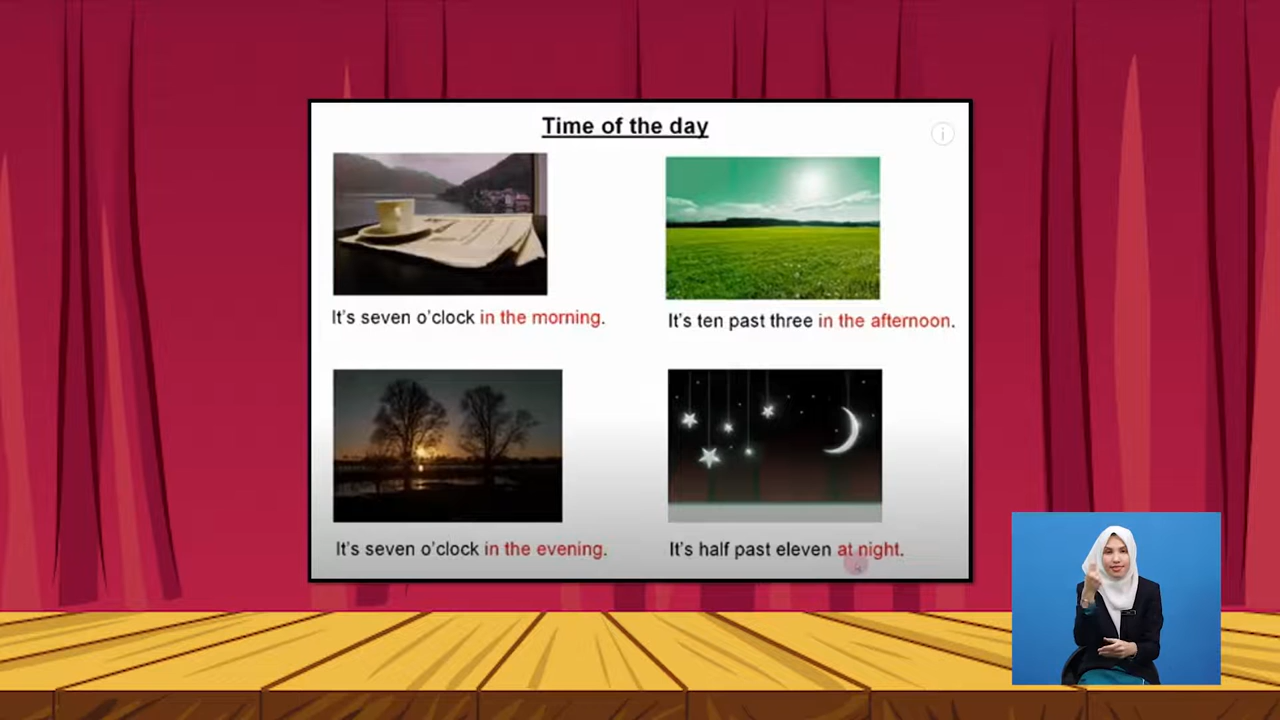 Time of the day
It's seven o'clock in the morning.
It's ten past three in the afternoon.
It's seven o'clock in the evening.
It's half past eleven at night.